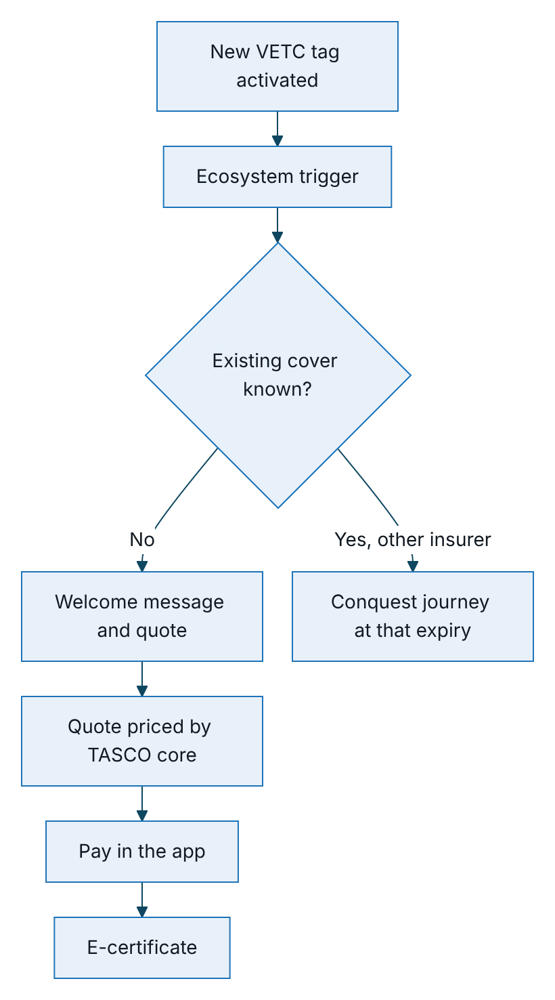 New VETC tag
activated
Ecosystem trigger
Existing cover
known?
No
Yes, other insurer
Welcome message
and quote
Conquest journey
at that expiry
Quote priced by
TASCO core
Pay in the app
E-certificate